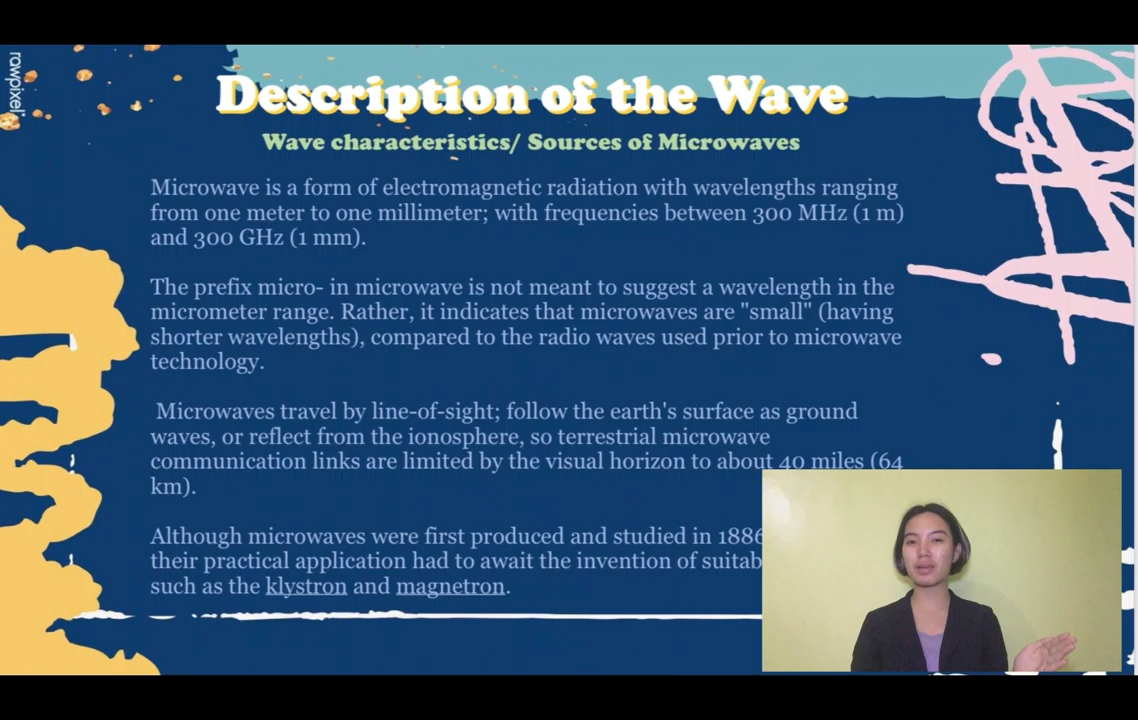 rawpixel
Description of the Wave
Wave characteristics/ Sources of Microwaves
Microwave is a form of electromagnetic radiation with wavelengths ranging
from one meter to one millimeter; with frequencies between 300 MHz (1 m)
and 300 GHz (1 mm).
The prefix micro- in microwave is not meant to suggest a wavelength in the
micrometer range. Rather, it indicates that microwaves are "small" (having
shorter wavelengths), compared to the radio waves used prior to microwave
technology.
Microwaves travel by line-of-sight; follow the earth's surface as ground
waves, or reflect from the ionosphere, so terrestrial microwave
communication links are limited by the visual horizon to about 40 miles (64
km).
Although microwaves were first produced and studied in 1886
their practical application had to await the invention of
such as the klystron and magnetron.